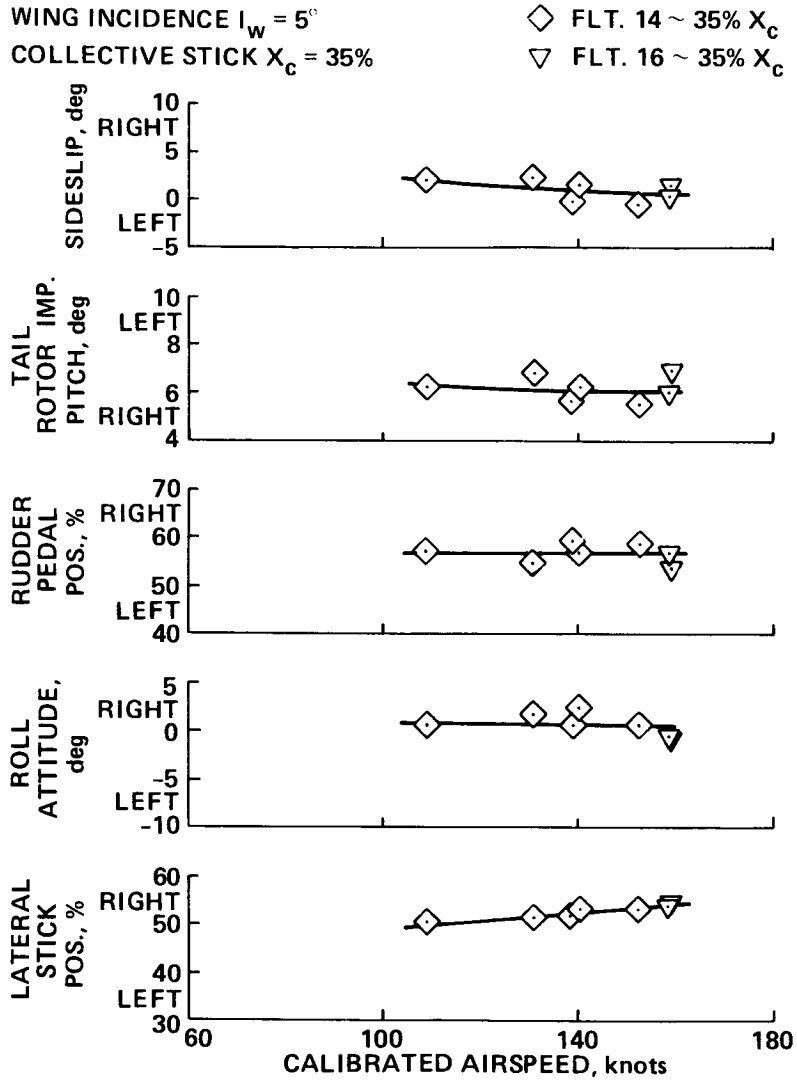 WING INCIDENCE I_w = 5°
COLLECTIVE STICK X_c = 35%
FLT. 14 ~ 35% X_c
FLT. 16 ~ 35% X_c
SIDESLIP, deg
10
RIGHT
5
0
LEFT
-5
TAIL
ROTOR IMP.
PITCH, deg
10
LEFT
8
6
RIGHT
4
RUDDER
PEDAL
POS., %
70
RIGHT
60
50
LEFT
40
ROLL
ATTITUDE,
deg
5
RIGHT
0
-5
LEFT
-10
LATERAL
STICK
POS., %
60
RIGHT
50
40
LEFT
30
60
100
140
180
CALIBRATED AIRSPEED, knots